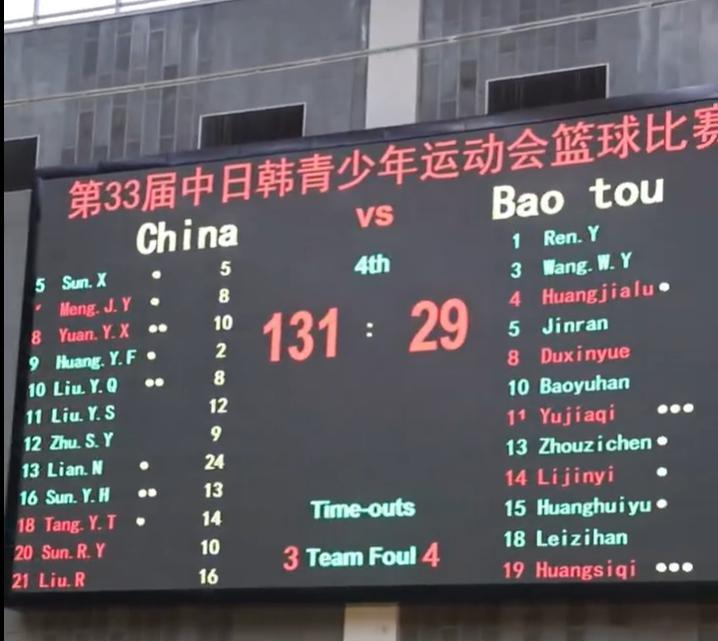 第33届中日韩青少年运动会篮球比赛
China vs Bao tou
4th
131 : 29
5 Sun.X 5
Meng.J.Y 8
8 Yuan.Y.X 10
9 Huang.Y.F 2
10 Liu.Y.Q 8
11 Liu.Y.S 12
12 Zhu.S.Y 9
13 Lian.N 24
16 Sun.Y.H 13
18 Tang.Y.T 14
20 Sun.R.Y 10
21 Liu.R 16
Time-outs
3 Team Foul 4
1 Ren.Y
3 Wang.W.Y
4 Huangjialu
5 Jinran
8 Duxinyue
10 Baoyuhan
11 Yujiaqi
13 Zhouzichen
14 Lijinyi
15 Huanghuiyu
18 Leizihan
19 Huangsiqi